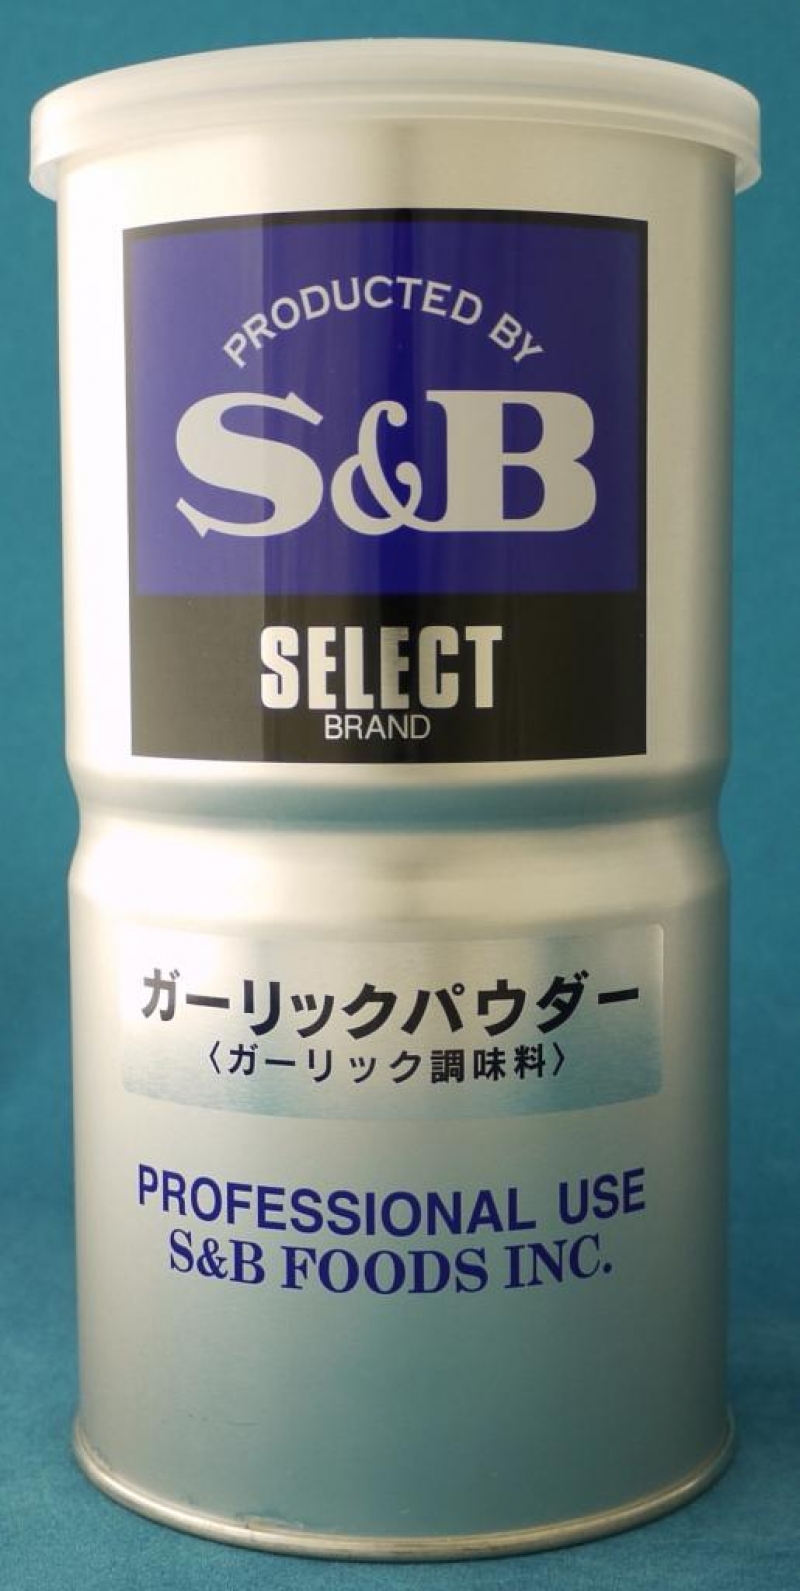 PRODUCTED BY
S&B
SELECT
BRAND
ガーリックパウダー
〈ガーリック調味料〉
PROFESSIONAL USE
S&B FOODS INC.